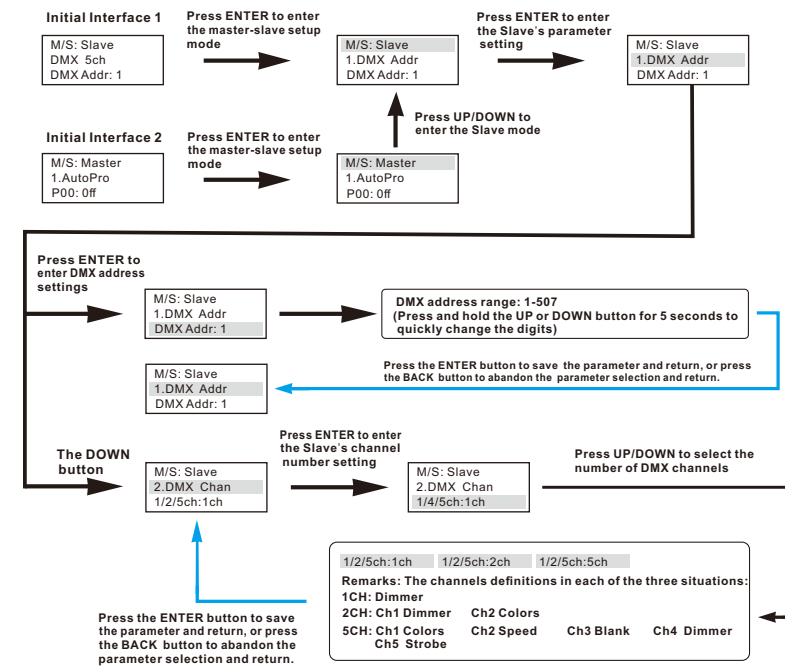 Initial Interface 1
M/S: Slave
DMX 5ch
DMX Addr: 1
Press ENTER to enter
the master-slave setup
mode
M/S: Slave
1.DMX Addr
DMX Addr: 1
Press ENTER to enter
the Slave's parameter
setting
M/S: Slave
1.DMX Addr
DMX Addr: 1
Press UP/DOWN to
enter the Slave mode
Initial Interface 2
M/S: Master
1.AutoPro
P00: 0ff
Press ENTER to enter
the master-slave setup
mode
M/S: Master
1.AutoPro
P00: 0ff
Press ENTER to
enter DMX address
settings
M/S: Slave
1.DMX Addr
DMX Addr: 1
DMX address range: 1-507
(Press and hold the UP or DOWN button for 5 seconds to
quickly change the digits)
Press the ENTER button to save the parameter and return, or press
the BACK button to abandon the parameter selection and return.
M/S: Slave
1.DMX Addr
DMX Addr: 1
The DOWN
button
M/S: Slave
2.DMX Chan
1/2/5ch:1ch
Press ENTER to enter
the Slave's channel
number setting
M/S: Slave
2.DMX Chan
1/4/5ch:1ch
Press UP/DOWN to select the
number of DMX channels
1/2/5ch:1ch 1/2/5ch:2ch 1/2/5ch:5ch
Remarks: The channels definitions in each of the three situations:
1CH: Dimmer
2CH: Ch1 Dimmer Ch2 Colors
5CH: Ch1 Colors Ch2 Speed Ch3 Blank Ch4 Dimmer
Ch5 Strobe
Press the ENTER button to save
the parameter and return, or press
the BACK button to abandon the
parameter selection and return.